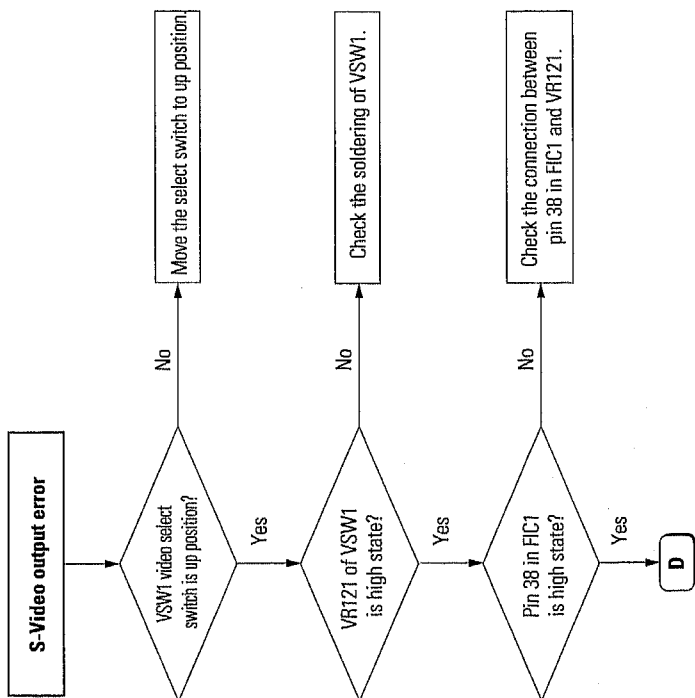 S-Video output error
VSW1 video select
switch is up position?
No
Move the select switch to up position.
Yes
VR121 of VSW1
is high state?
No
Check the soldering of VSW1.
Yes
Pin 38 in FIC1
is high state?
No
Check the connection between
pin 38 in FIC1 and VR121.
Yes
D